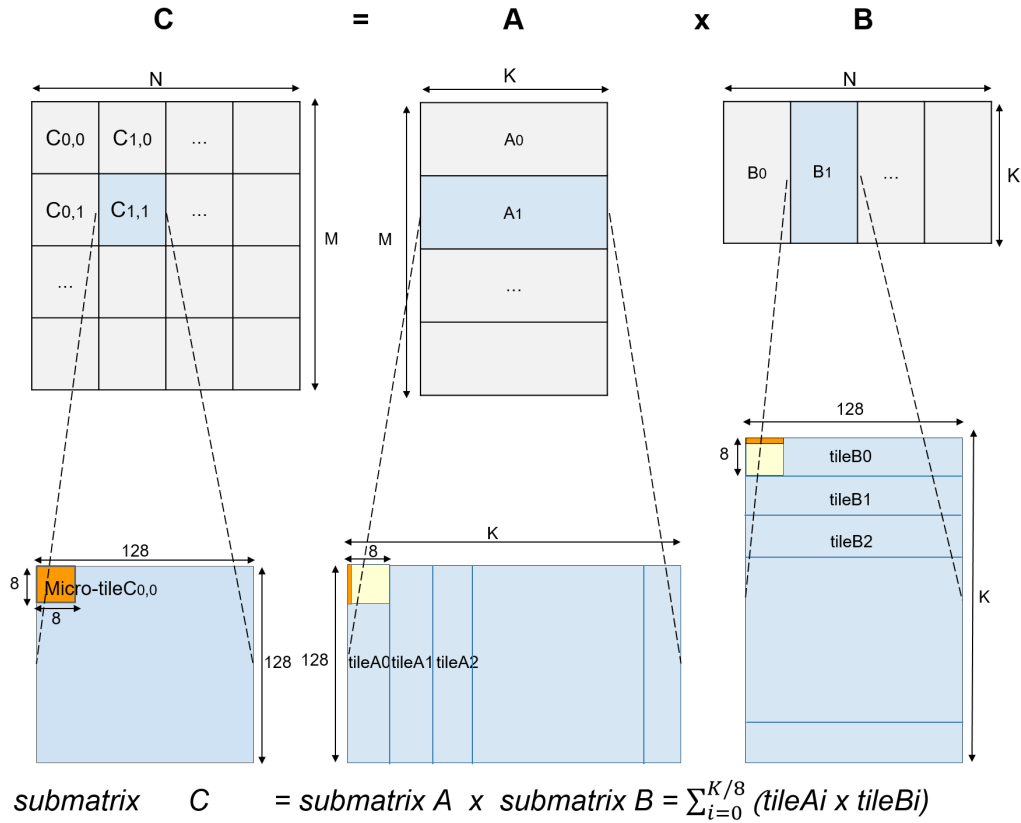 C = A x B
N
K
N
C0,0 C1,0 ...
A0
C0,1 C1,1 ...
A1
B0 B1 ...
K
M
M
...
...
128
8
tileB0
tileB1
tileB2
K
128
8
Micro-tileC0,0
8
128
K
8
128
tileA0 tileA1 tileA2
submatrix C = submatrix A x submatrix B = ∑_{i=0}^{K/8} (tileAi x tileBi)